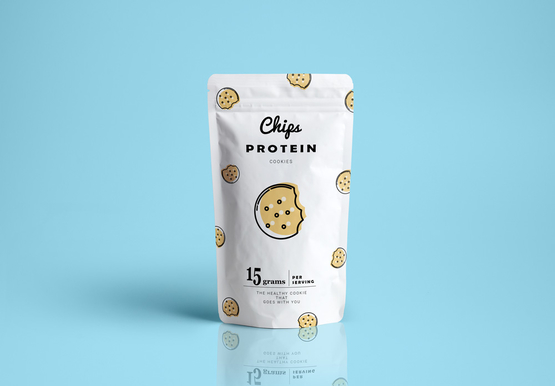 Chips
PROTEIN
COOKIES
15 grams PER SERVING
THE HEALTHY COOKIE
THAT
GOES WITH YOU